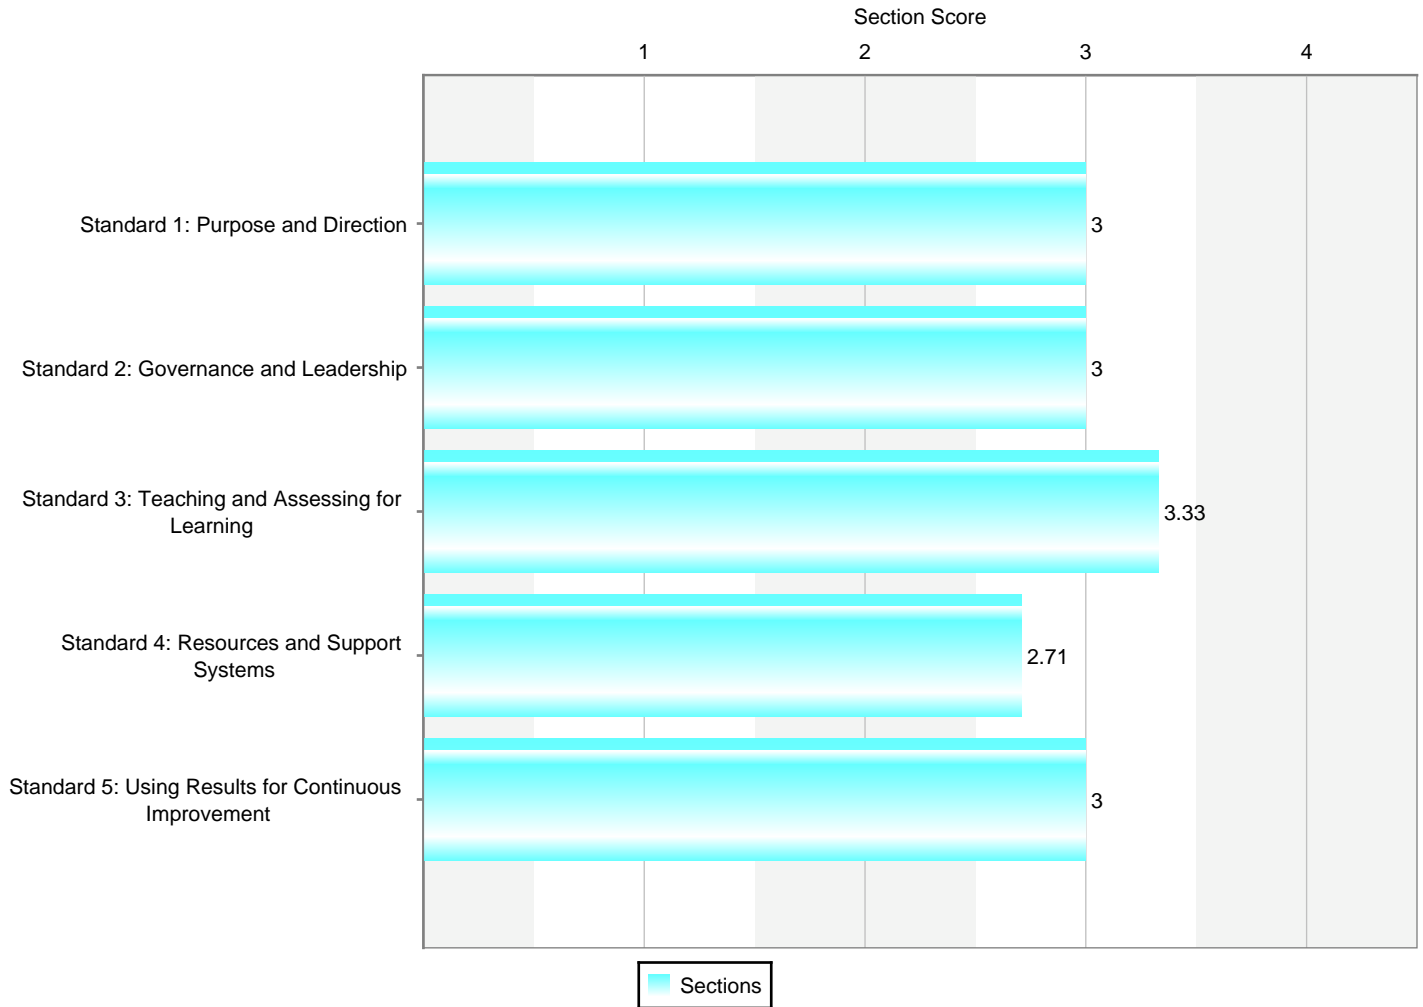 Section Score
1 2 3 4
Standard 1: Purpose and Direction
3
Standard 2: Governance and Leadership
3
Standard 3: Teaching and Assessing for
Learning
3.33
Standard 4: Resources and Support
Systems
2.71
Standard 5: Using Results for Continuous
Improvement
3
Sections